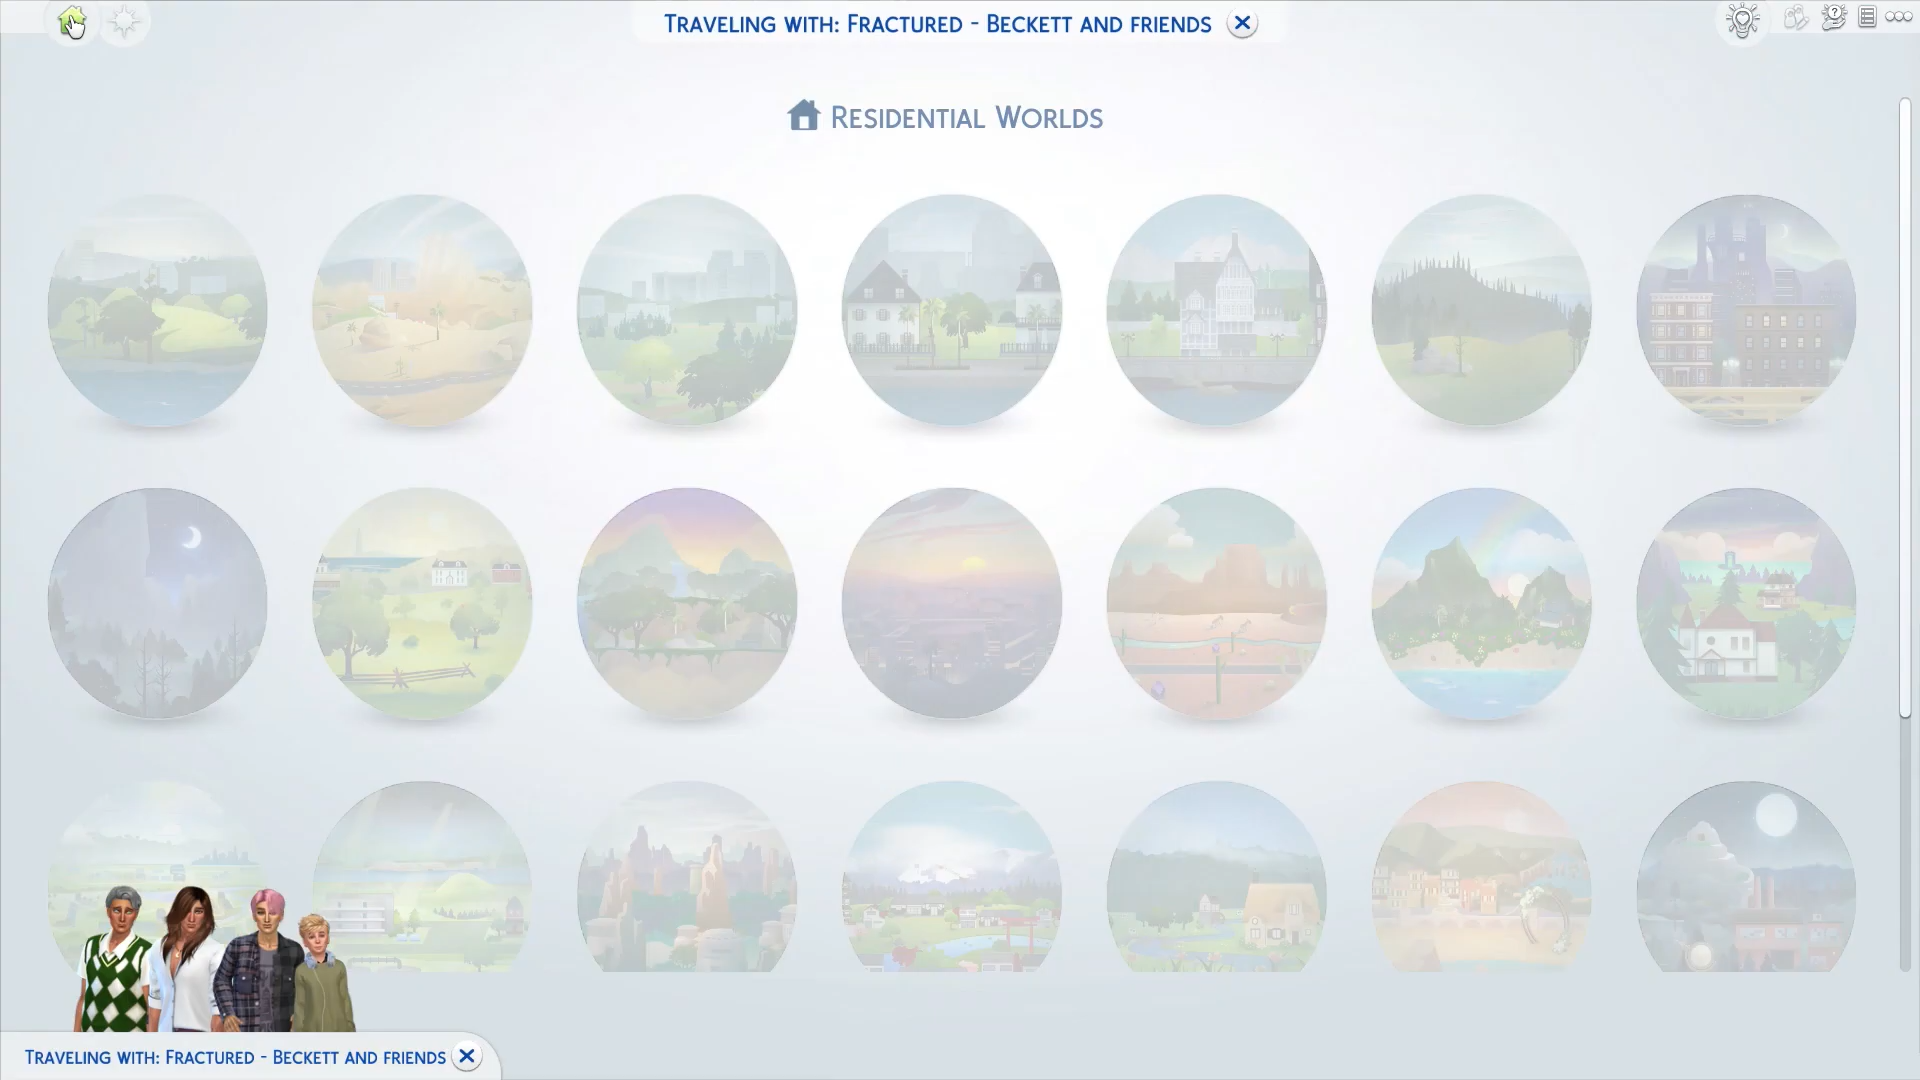 Traveling with: Fractured - Beckett and friends
Residential Worlds
Traveling with: Fractured - Beckett and friends